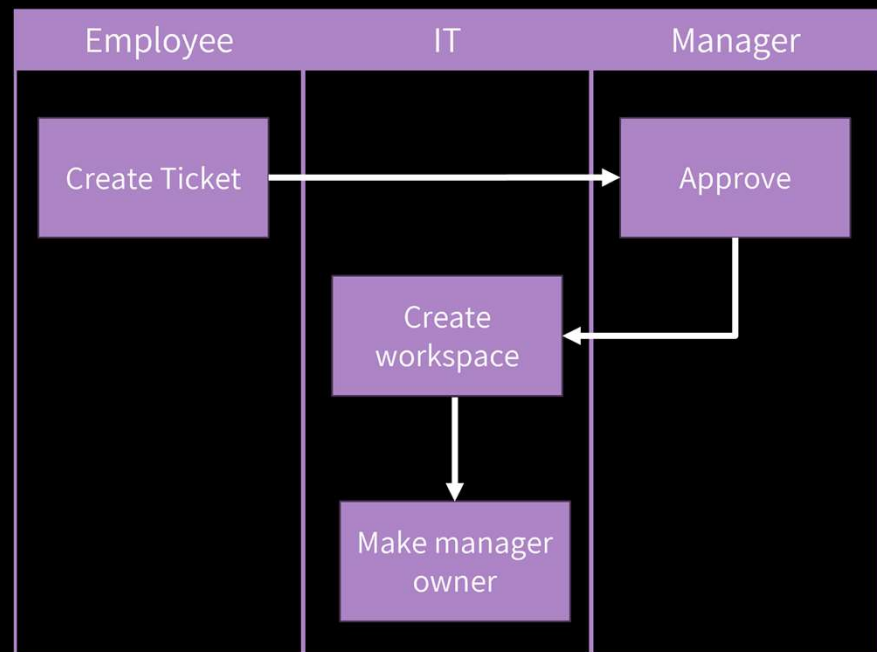 Employee
IT
Manager
Create Ticket
Approve
Create
workspace
Make manager
owner